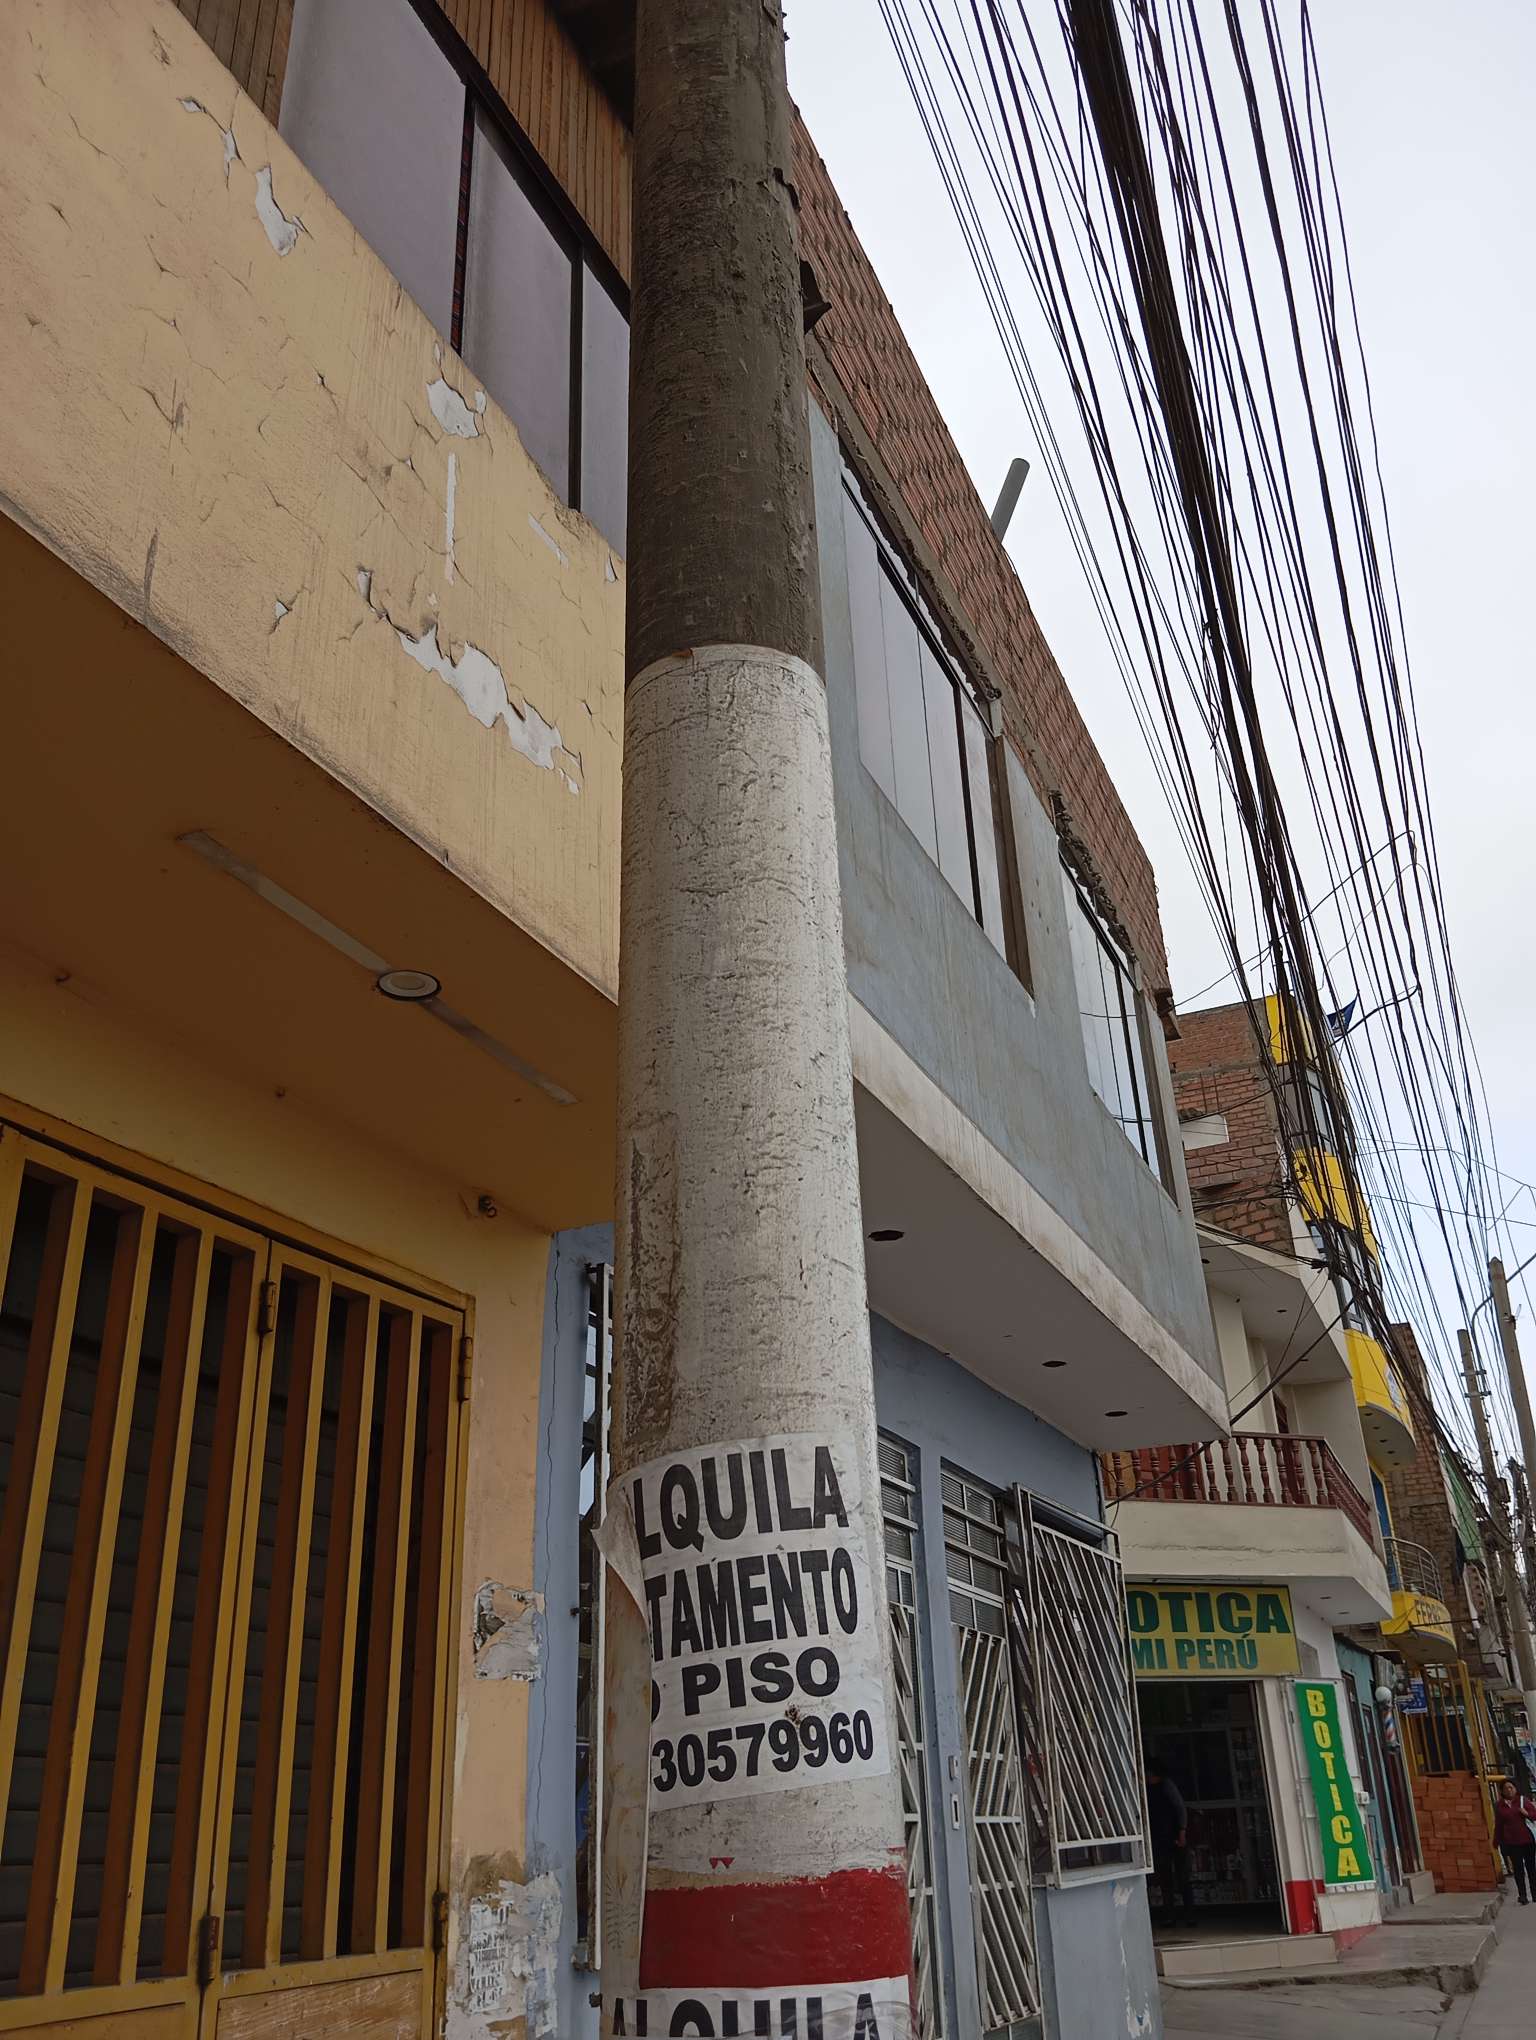 LQUILA
TAMENTO
PISO
30579960
ALQUILA
OTICA
MI PERÚ
BOTICA